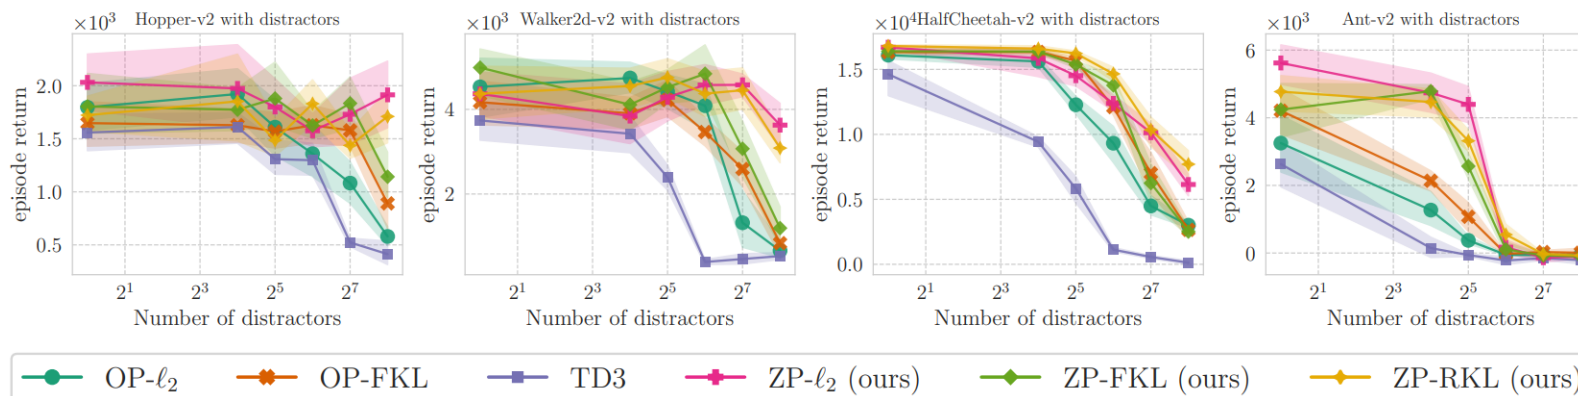 ×10³ Hopper-v2 with distractors
2.0
1.5
1.0
0.5
episode return
2¹ 2³ 2⁵ 2⁷
Number of distractors
×10³ Walker2d-v2 with distractors
4
2
episode return
2¹ 2³ 2⁵ 2⁷
Number of distractors
×10⁴ HalfCheetah-v2 with distractors
1.5
1.0
0.5
0.0
episode return
2¹ 2³ 2⁵ 2⁷
Number of distractors
×10³ Ant-v2 with distractors
6
4
2
0
episode return
2¹ 2³ 2⁵ 2⁷
Number of distractors
OP-ℓ₂ OP-FKL TD3 ZP-ℓ₂ (ours) ZP-FKL (ours) ZP-RKL (ours)